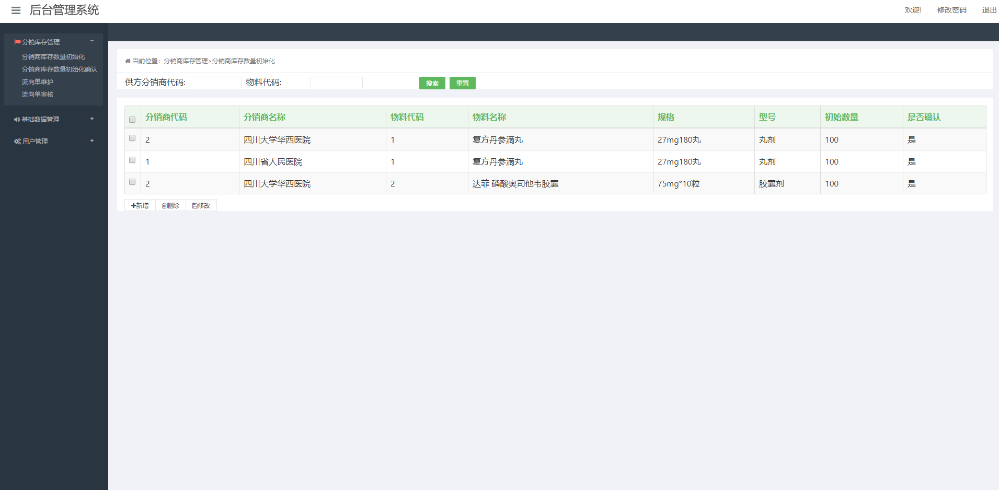 后台管理系统 欢迎! 修改密码 退出
分销库存管理
分销商库存数量初始化
分销商库存数量初始化确认
流向单维护
流向单审核
基础数据管理
用户管理
当前位置：分销商库存管理>分销商库存数量初始化
供方分销商代码: 物料代码: 搜索 重置
分销商代码 分销商名称 物料代码 物料名称 规格 型号 初始数量 是否确认
2 四川大学华西医院 1 复方丹参滴丸 27mg180丸 丸剂 100 是
1 四川省人民医院 1 复方丹参滴丸 27mg180丸 丸剂 100 是
2 四川大学华西医院 2 达菲 磷酸奥司他韦胶囊 75mg*10粒 胶囊剂 100 是
新增 删除 修改